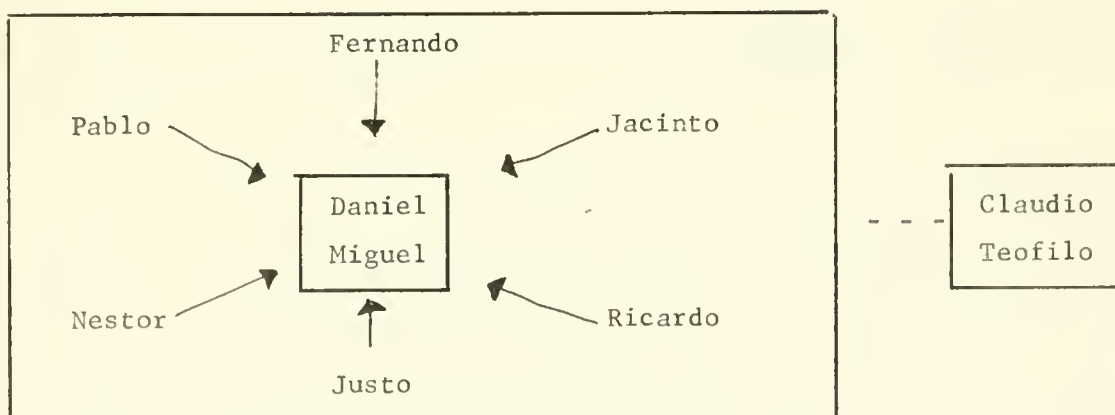 Fernando
Pablo
Jacinto
Daniel
Miguel
Claudio
Teofilo
Nestor
Ricardo
Justo